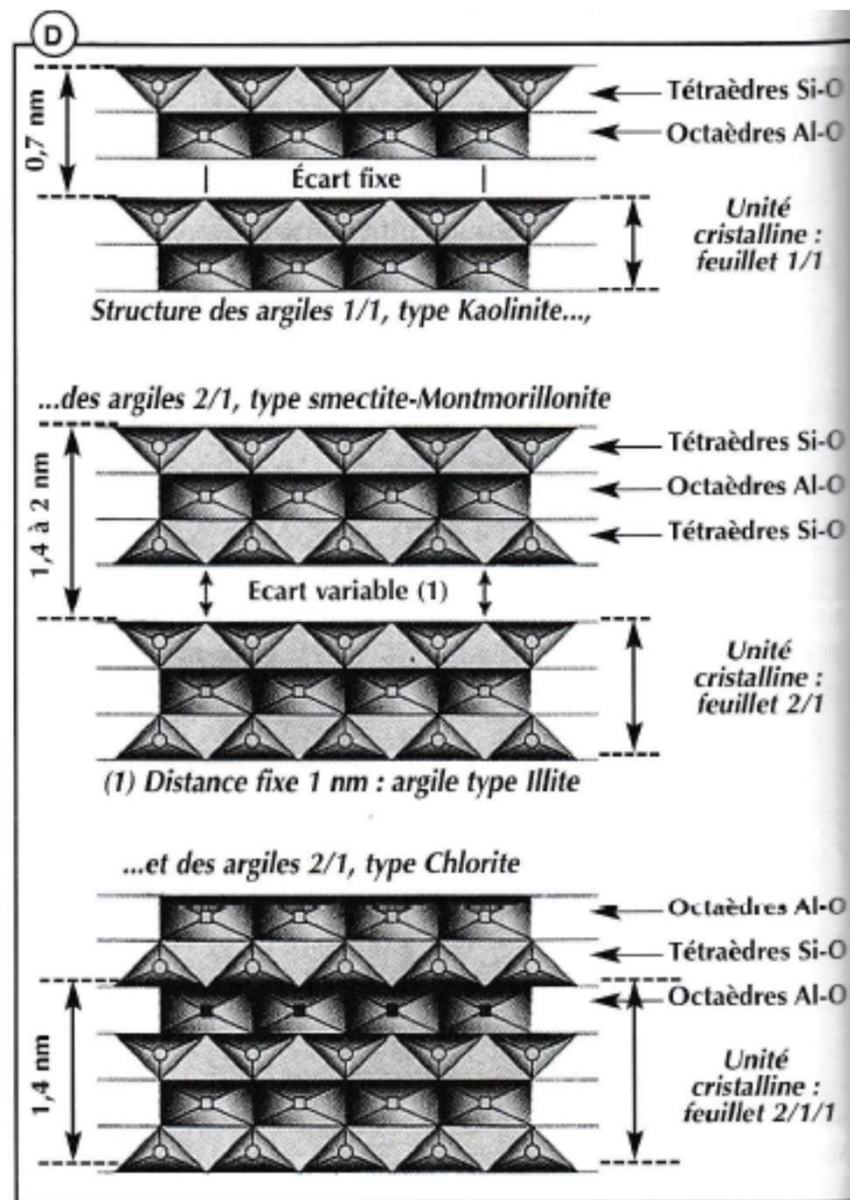 D
Tétraèdres Si-O
Octaèdres Al-O
0,7 nm
Écart fixe
Unité
cristalline :
feuillet 1/1
Structure des argiles 1/1, type Kaolinite...,
...des argiles 2/1, type smectite-Montmorillonite
Tétraèdres Si-O
Octaèdres Al-O
Tétraèdres Si-O
1,4 à 2 nm
Ecart variable (1)
Unité
cristalline :
feuillet 2/1
(1) Distance fixe 1 nm : argile type Illite
...et des argiles 2/1, type Chlorite
Octaèdres Al-O
Tétraèdres Si-O
Octaèdres Al-O
1,4 nm
Unité
cristalline :
feuillet 2/1/1